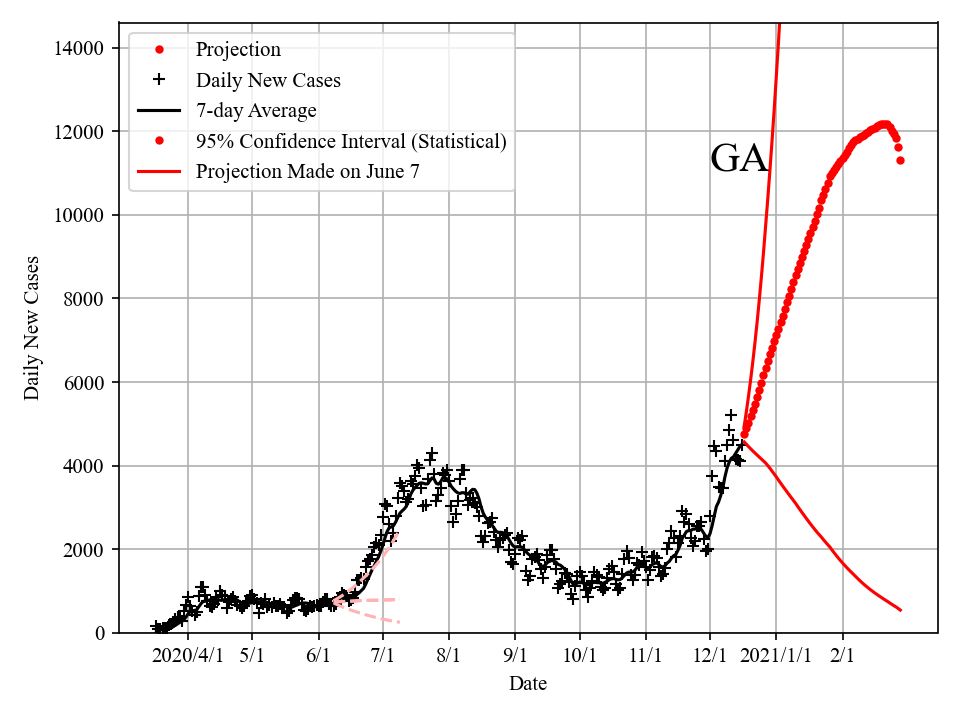 14000
12000
10000
8000
6000
4000
2000
0
Daily New Cases
Projection
Daily New Cases
7-day Average
95% Confidence Interval (Statistical)
Projection Made on June 7
GA
2020/4/1 5/1 6/1 7/1 8/1 9/1 10/1 11/1 12/1 2021/1/1 2/1
Date